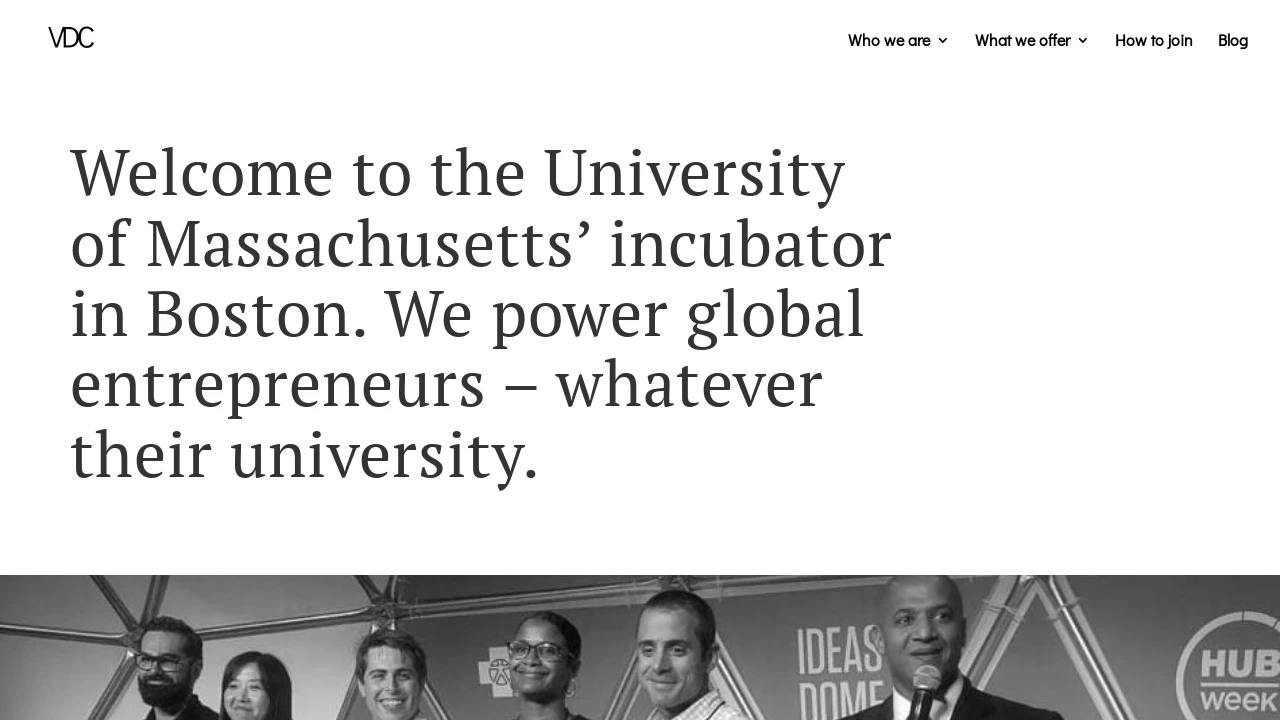 VDC
Who we are
What we offer
How to join
Blog
Welcome to the University
of Massachusetts’ incubator
in Boston. We power global
entrepreneurs – whatever
their university.
IDEAS
DOME
HUB
week